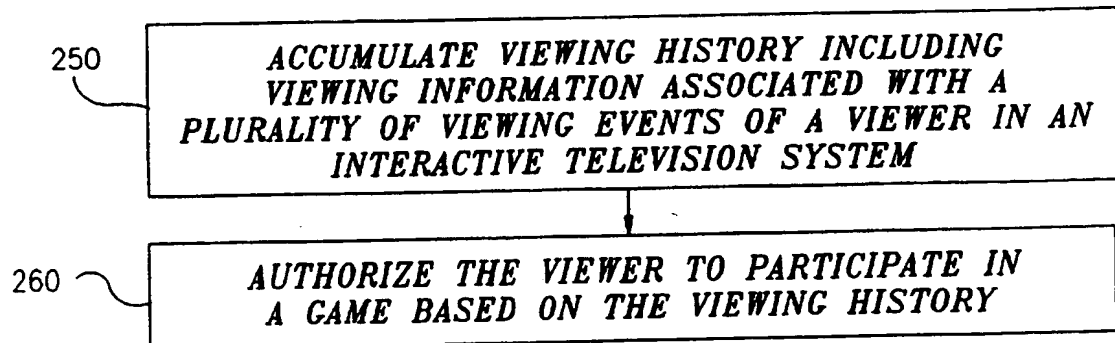 250
ACCUMULATE VIEWING HISTORY INCLUDING
VIEWING INFORMATION ASSOCIATED WITH A
PLURALITY OF VIEWING EVENTS OF A VIEWER IN AN
INTERACTIVE TELEVISION SYSTEM
260
AUTHORIZE THE VIEWER TO PARTICIPATE IN
A GAME BASED ON THE VIEWING HISTORY